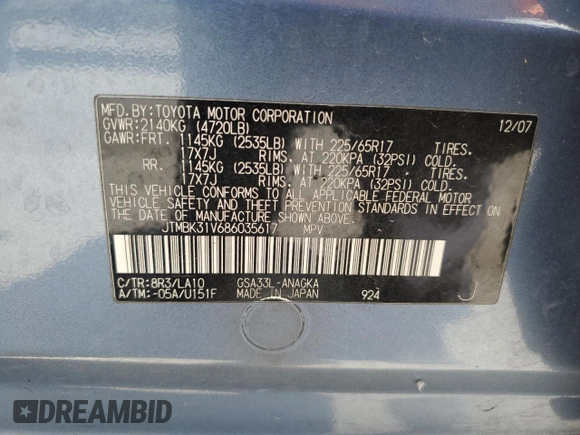 MFD.BY:TOYOTA MOTOR CORPORATION 12/07
GVWR:2140KG (4720LB)
GAWR:FRT. 1145KG (2535LB) WITH 225/65R17 TIRES.
17X7J RIMS. AT 220KPA (32PSI) COLD.
RR. 1145KG (2535LB) WITH 225/65R17 TIRES.
17X7J RIMS. AT 220KPA (32PSI) COLD.
THIS VEHICLE CONFORMS TO ALL APPLICABLE FEDERAL MOTOR
VEHICLE SAFETY AND THEFT PREVENTION STANDARDS IN EFFECT
ON THE DATE OF MANUFACTURE SHOWN ABOVE.
JTMBK31V686035617 MPV
C/TR:8R3/LA10 GSA33L-ANAGKA
A/TM:-05A/U151F MADE IN JAPAN 924 J
DREAMBID